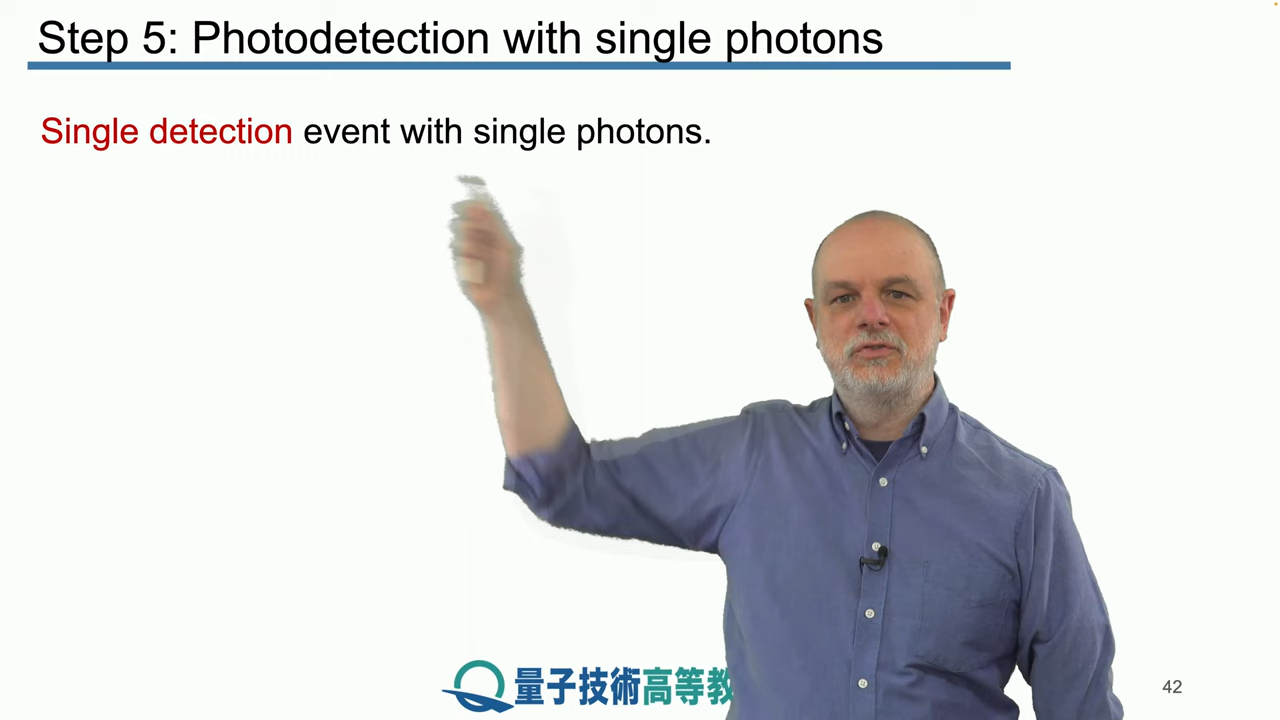 Step 5: Photodetection with single photons
Single detection event with single photons.
量子技術高等教
42